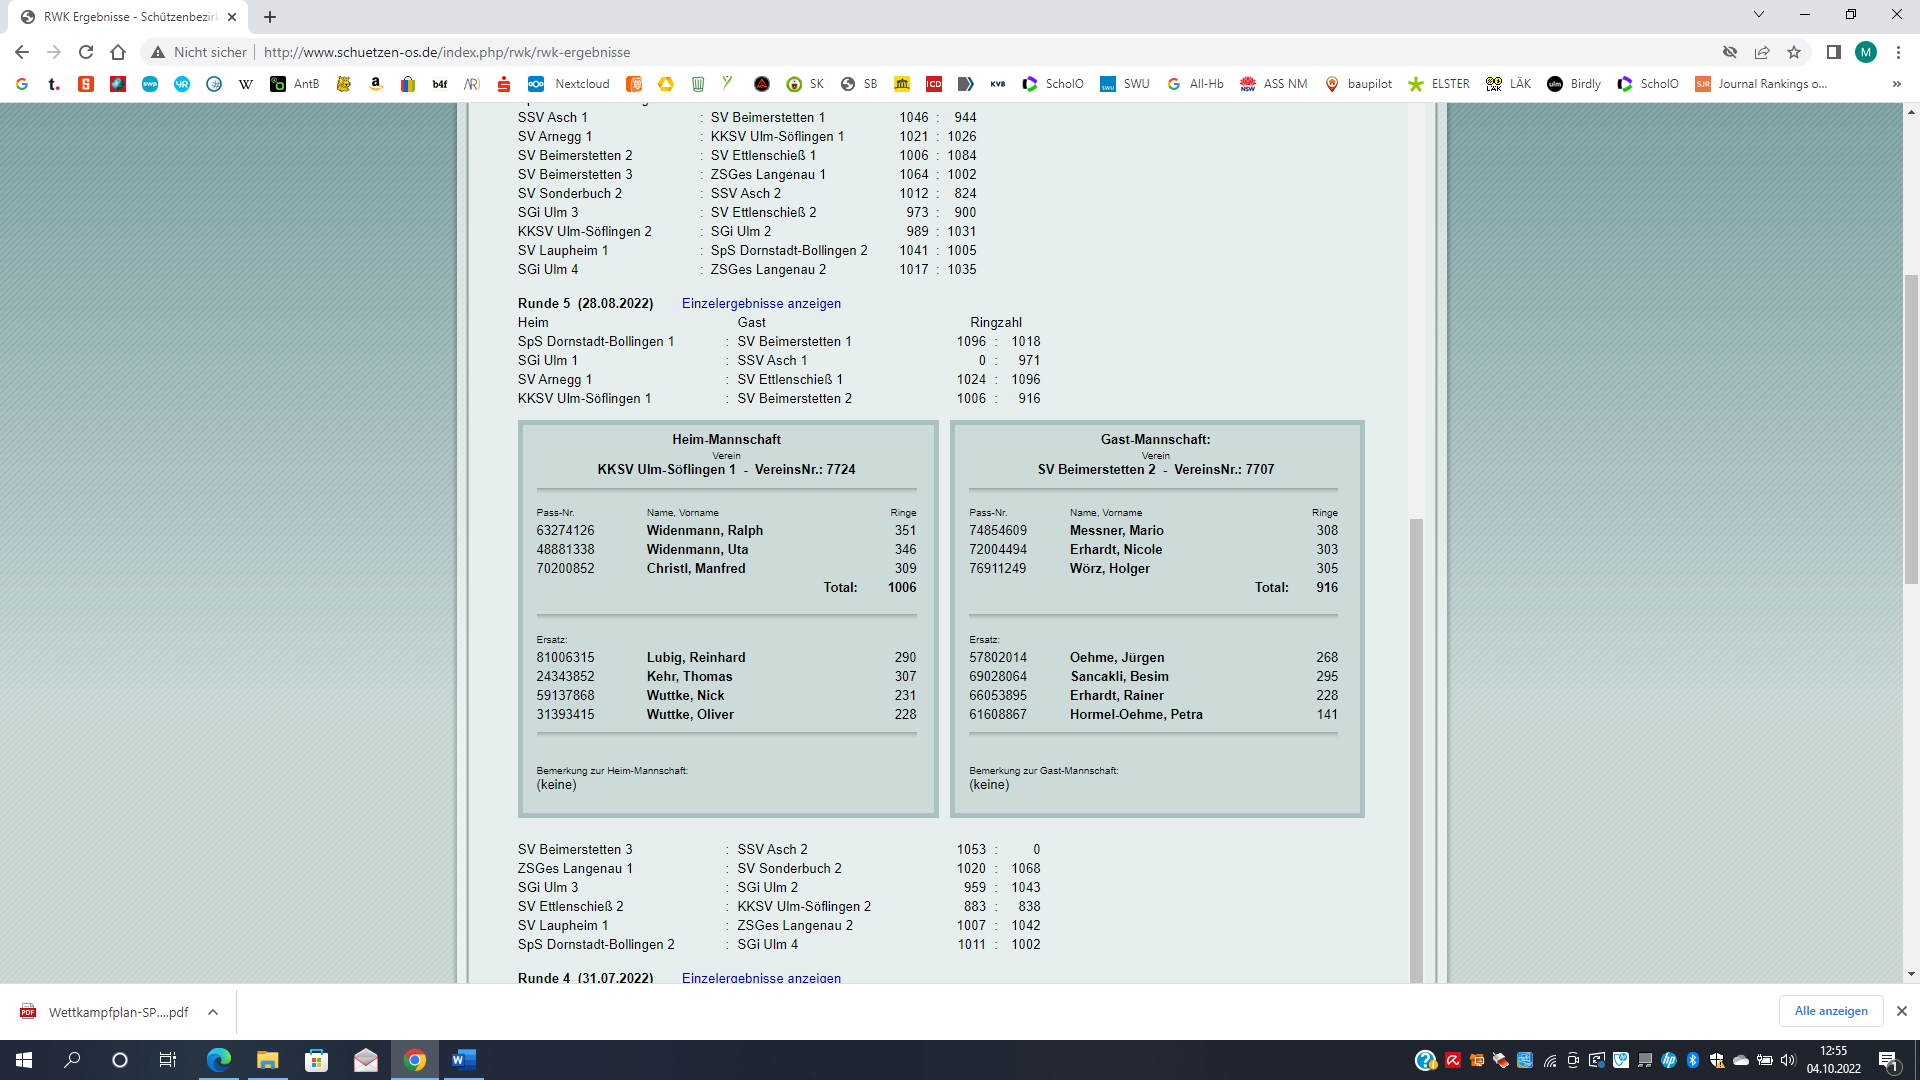 RWK Ergebnisse - Schützenbezir
Nicht sicher http://www.schuetzen-os.de/index.php/rwk/rwk-ergebnisse M
G t. S swp YR W AntB a b4f AR) Nextcloud SK SB ICD KVB ScholO SWU All-Hb ASS NM baupilot ELSTER LÄK Birdly ScholO SJR Journal Rankings o... »
SSV Asch 1 : SV Beimerstetten 1 1046 : 944
SV Arnegg 1 : KKSV Ulm-Söflingen 1 1021 : 1026
SV Beimerstetten 2 : SV Ettlenschieß 1 1006 : 1084
SV Beimerstetten 3 : ZSGes Langenau 1 1064 : 1002
SV Sonderbuch 2 : SSV Asch 2 1012 : 824
SGi Ulm 3 : SV Ettlenschieß 2 973 : 900
KKSV Ulm-Söflingen 2 : SGi Ulm 2 989 : 1031
SV Laupheim 1 : SpS Dornstadt-Bollingen 2 1041 : 1005
SGi Ulm 4 : ZSGes Langenau 2 1017 : 1035
Runde 5 (28.08.2022) Einzelergebnisse anzeigen
Heim Gast Ringzahl
SpS Dornstadt-Bollingen 1 : SV Beimerstetten 1 1096 : 1018
SGi Ulm 1 : SSV Asch 1 0 : 971
SV Arnegg 1 : SV Ettlenschieß 1 1024 : 1096
KKSV Ulm-Söflingen 1 : SV Beimerstetten 2 1006 : 916
Heim-Mannschaft
Verein
KKSV Ulm-Söflingen 1 - VereinsNr.: 7724
Pass-Nr. Name, Vorname Ringe
63274126 Widenmann, Ralph 351
48881338 Widenmann, Uta 346
70200852 Christl, Manfred 309
Total: 1006
Ersatz:
81006315 Lubig, Reinhard 290
24343852 Kehr, Thomas 307
59137868 Wuttke, Nick 231
31393415 Wuttke, Oliver 228
Bemerkung zur Heim-Mannschaft:
(keine)
Gast-Mannschaft:
Verein
SV Beimerstetten 2 - VereinsNr.: 7707
Pass-Nr. Name, Vorname Ringe
74854609 Messner, Mario 308
72004494 Erhardt, Nicole 303
76911249 Wörz, Holger 305
Total: 916
Ersatz:
57802014 Oehme, Jürgen 268
69028064 Sancakli, Besim 295
66053895 Erhardt, Rainer 228
61608867 Hormel-Oehme, Petra 141
Bemerkung zur Gast-Mannschaft:
(keine)
SV Beimerstetten 3 : SSV Asch 2 1053 : 0
ZSGes Langenau 1 : SV Sonderbuch 2 1020 : 1068
SGi Ulm 3 : SGi Ulm 2 959 : 1043
SV Ettlenschieß 2 : KKSV Ulm-Söflingen 2 883 : 838
SV Laupheim 1 : ZSGes Langenau 2 1007 : 1042
SpS Dornstadt-Bollingen 2 : SGi Ulm 4 1011 : 1002
Runde 4 (31.07.2022) Einzelergebnisse anzeigen
PDF Wettkampfplan-SP....pdf Alle anzeigen
12:55
04.10.2022
1